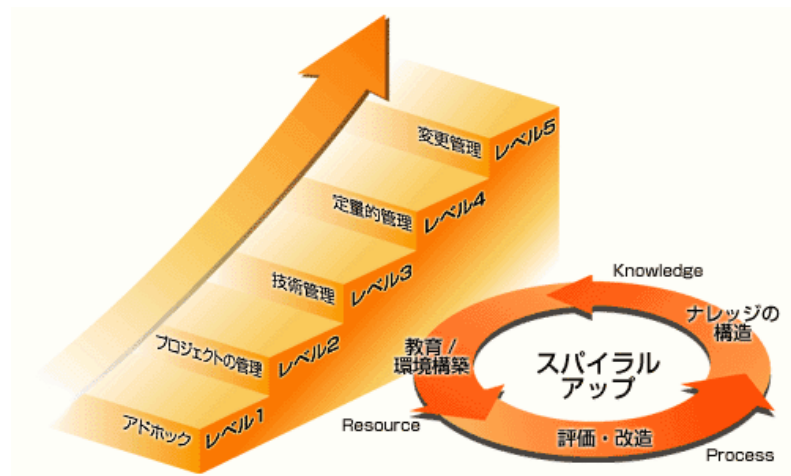 変更管理
レベル5
定量的管理
レベル4
技術管理
レベル3
プロジェクトの管理
レベル2
アドホック
レベル1
Knowledge
ナレッジの
構造
教育/
環境構築
スパイラル
アップ
Resource
評価・改造
Process